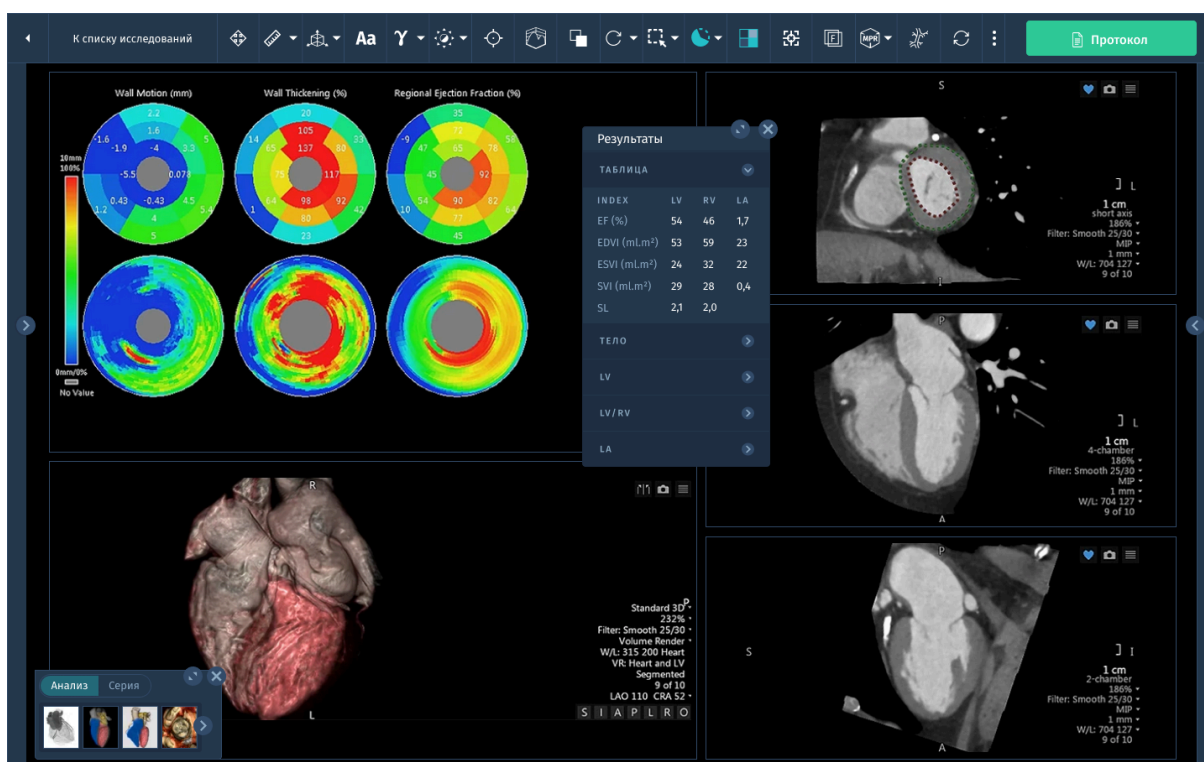 К списку исследований
Aa
γ
F
MPR
Протокол
Wall Motion (mm)
Wall Thickening (%)
Regional Ejection Fraction (%)
10mm
100%
0mm/0%
No Value
2.2
-1.6
1.6
5
-1.9
-4
3.3
-5.5
0.078
0.43
-0.43
4.5
1.2
4
5.4
5
20
14
105
33
65
137
80
75
117
64
98
92
1
80
42
23
35
-9
72
58
47
65
78
45
92
54
90
82
10
77
64
45
Результаты
ТАБЛИЦА
INDEX LV RV LA
EF (%) 54 46 1,7
EDVI (ml.m²) 53 59 23
ESVI (ml.m²) 24 32 22
SVI (ml.m²) 29 28 0,4
SL 2,1 2,0
ТЕЛО
LV
LV/RV
LA
S
L
1 cm
short axis
186%
Filter: Smooth 25/30
MIP
1 mm
W/L: 704 127
9 of 10
I
P
L
1 cm
4-chamber
186%
Filter: Smooth 25/30
MIP
1 mm
W/L: 704 127
9 of 10
A
R
P
Standard 3D
232%
Filter: Smooth 25/30
Volume Render
W/L: 315 200 Heart
VR: Heart and LV
Segmented
9 of 10
LAO 110 CRA 52
S I A P L R O
L
P
S
I
1 cm
2-chamber
186%
Filter: Smooth 25/30
MIP
1 mm
W/L: 704 127
9 of 10
A
Анализ Серия